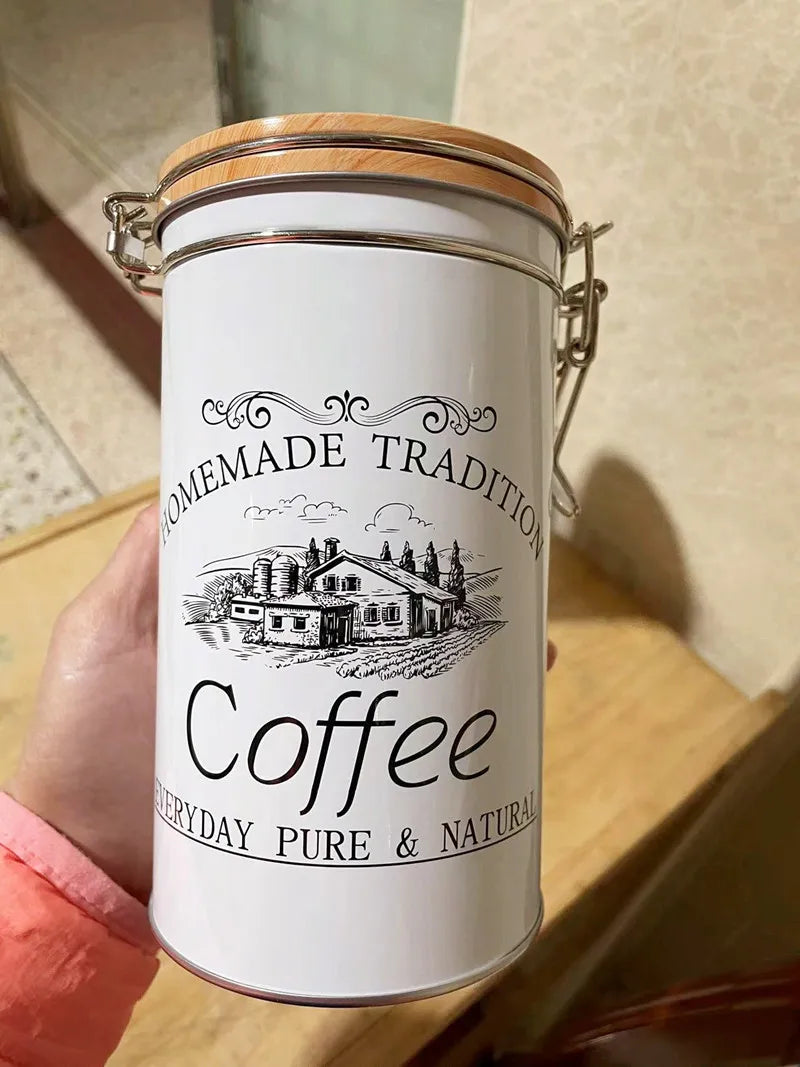 HOMEMADE TRADITION
Coffee
EVERYDAY PURE & NATURAL